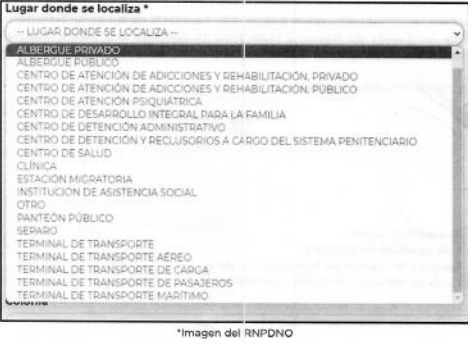 Lugar donde se localiza *
-- LUGAR DONDE SE LOCALIZA --
ALBERGUE PRIVADO
ALBERGUE PÚBLICO
CENTRO DE ATENCIÓN DE ADICCIONES Y REHABILITACIÓN, PRIVADO
CENTRO DE ATENCIÓN DE ADICCIONES Y REHABILITACIÓN, PÚBLICO
CENTRO DE ATENCIÓN PSIQUIÁTRICA
CENTRO DE DESARROLLO INTEGRAL PARA LA FAMILIA
CENTRO DE DETENCIÓN ADMINISTRATIVO
CENTRO DE DETENCIÓN Y RECLUSORIOS A CARGO DEL SISTEMA PENITENCIARIO
CENTRO DE SALUD
CLÍNICA
ESTACIÓN MIGRATORIA
INSTITUCIÓN DE ASISTENCIA SOCIAL
OTRO
PANTEÓN PÚBLICO
SEPARO
TERMINAL DE TRANSPORTE
TERMINAL DE TRANSPORTE AÉREO
TERMINAL DE TRANSPORTE DE CARGA
TERMINAL DE TRANSPORTE DE PASAJEROS
TERMINAL DE TRANSPORTE MARÍTIMO
Colonia
*Imagen del RNPDNO